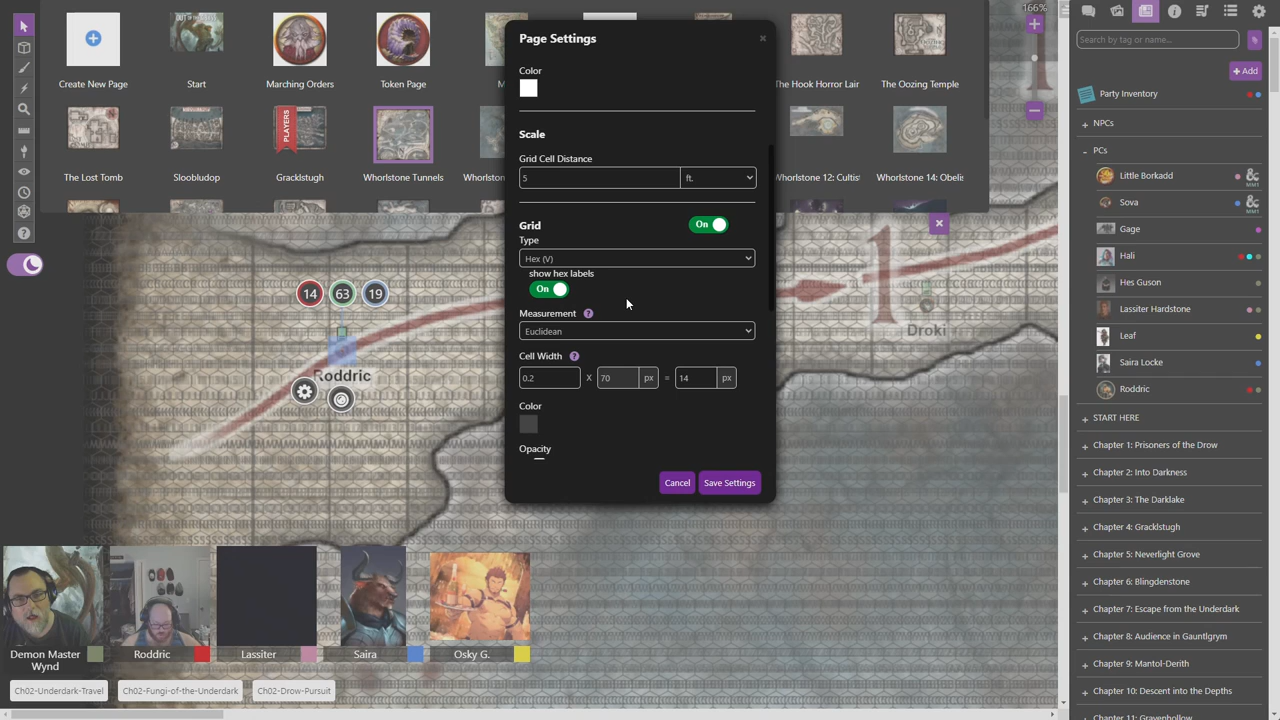 166%
Create New Page
Start
Marching Orders
Token Page
The Hook Horror Lair
The Oozing Temple
The Lost Tomb
Sloobludop
PLAYERS
Gracklstugh
Whorlstone Tunnels
Whorlstone 12: Cultis
Whorlstone 14: Obelis
Page Settings
Color
Scale
Grid Cell Distance
5
ft.
Grid
On
Type
Hex (V)
show hex labels
On
Measurement
?
Euclidean
Cell Width
?
0.2
X
70
px
=
14
px
Color
Opacity
Cancel
Save Settings
14
63
19
Roddric
1
Droki
Demon Master
Wynd
Roddric
Lassiter
Saira
Osky G.
Ch02-Underdark-Travel
Ch02-Fungi-of-the-Underdark
Ch02-Drow-Pursuit
Search by tag or name...
+ Add
Party Inventory
+ NPCs
- PCs
Little Borkadd
&
MM1
Sova
&
MM1
Gage
Hali
Hes Guson
Lassiter Hardstone
Leaf
Saira Locke
Roddric
+ START HERE
+ Chapter 1: Prisoners of the Drow
+ Chapter 2: Into Darkness
+ Chapter 3: The Darklake
+ Chapter 4: Gracklstugh
+ Chapter 5: Neverlight Grove
+ Chapter 6: Blingdenstone
+ Chapter 7: Escape from the Underdark
+ Chapter 8: Audience in Gauntlgrym
+ Chapter 9: Mantol-Derith
+ Chapter 10: Descent into the Depths
+ Chapter 11: Gravenhollow